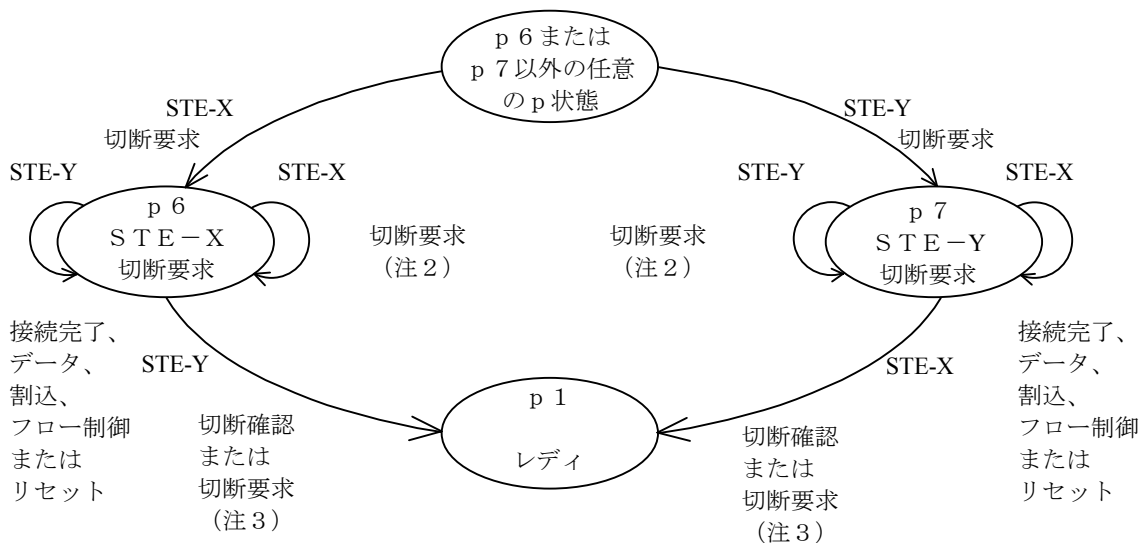 ｐ６または
ｐ７以外の任意
のｐ状態
STE-X
切断要求
STE-Y
切断要求
STE-Y
STE-X
STE-Y
STE-X
ｐ６
ＳＴＥ－Ｘ
切断要求
切断要求
（注２）
切断要求
（注２）
ｐ７
ＳＴＥ－Ｙ
切断要求
接続完了、
データ、
割込、
フロー制御
または
リセット
STE-Y
切断確認
または
切断要求
（注３）
ｐ１
レディ
STE-X
切断確認
または
切断要求
（注３）
接続完了、
データ、
割込、
フロー制御
または
リセット